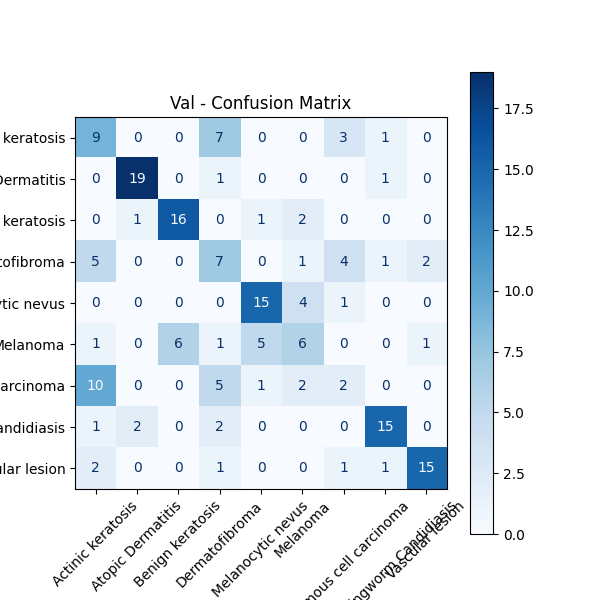 Val - Confusion Matrix
keratosis 9 0 0 7 0 0 3 1 0
Dermatitis 0 19 0 1 0 0 0 1 0
keratosis 0 1 16 0 1 2 0 0 0
tofibroma 5 0 0 7 0 1 4 1 2
tic nevus 0 0 0 0 15 4 1 0 0
Melanoma 1 0 6 1 5 6 0 0 1
arcinoma 10 0 0 5 1 2 2 0 0
andidiasis 1 2 0 2 0 0 0 15 0
ular lesion 2 0 0 1 0 0 1 1 15
Actinic keratosis
Atopic Dermatitis
Benign keratosis
Dermatofibroma
Melanocytic nevus
Melanoma
mous cell carcinoma
ngworm Candidiasis
Vascular lesion
17.5
15.0
12.5
10.0
7.5
5.0
2.5
0.0